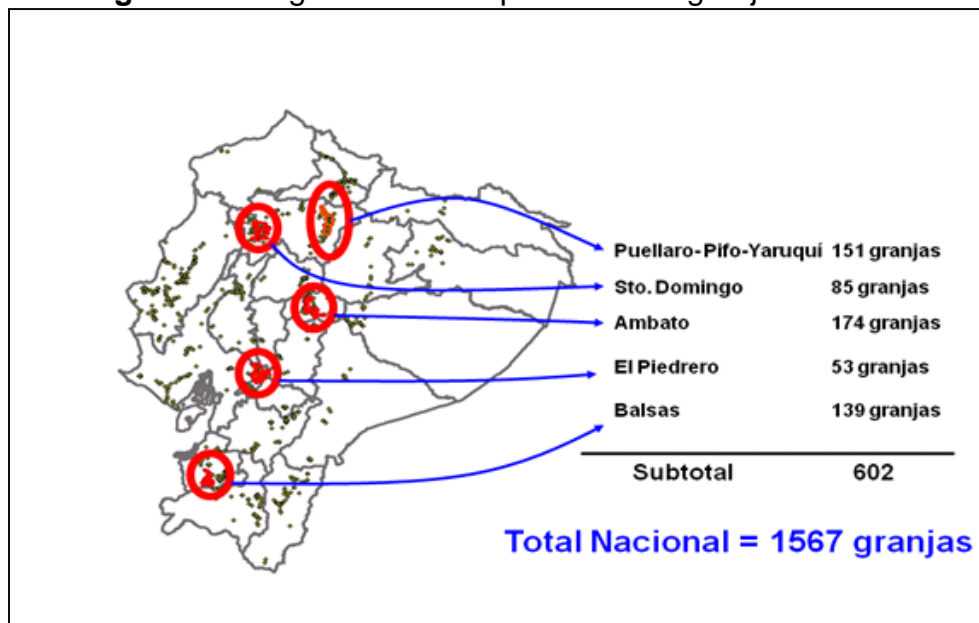 Puellaro-Pifo-Yaruquí 151 granjas
Sto. Domingo 85 granjas
Ambato 174 granjas
El Piedrero 53 granjas
Balsas 139 granjas
Subtotal 602
Total Nacional = 1567 granjas